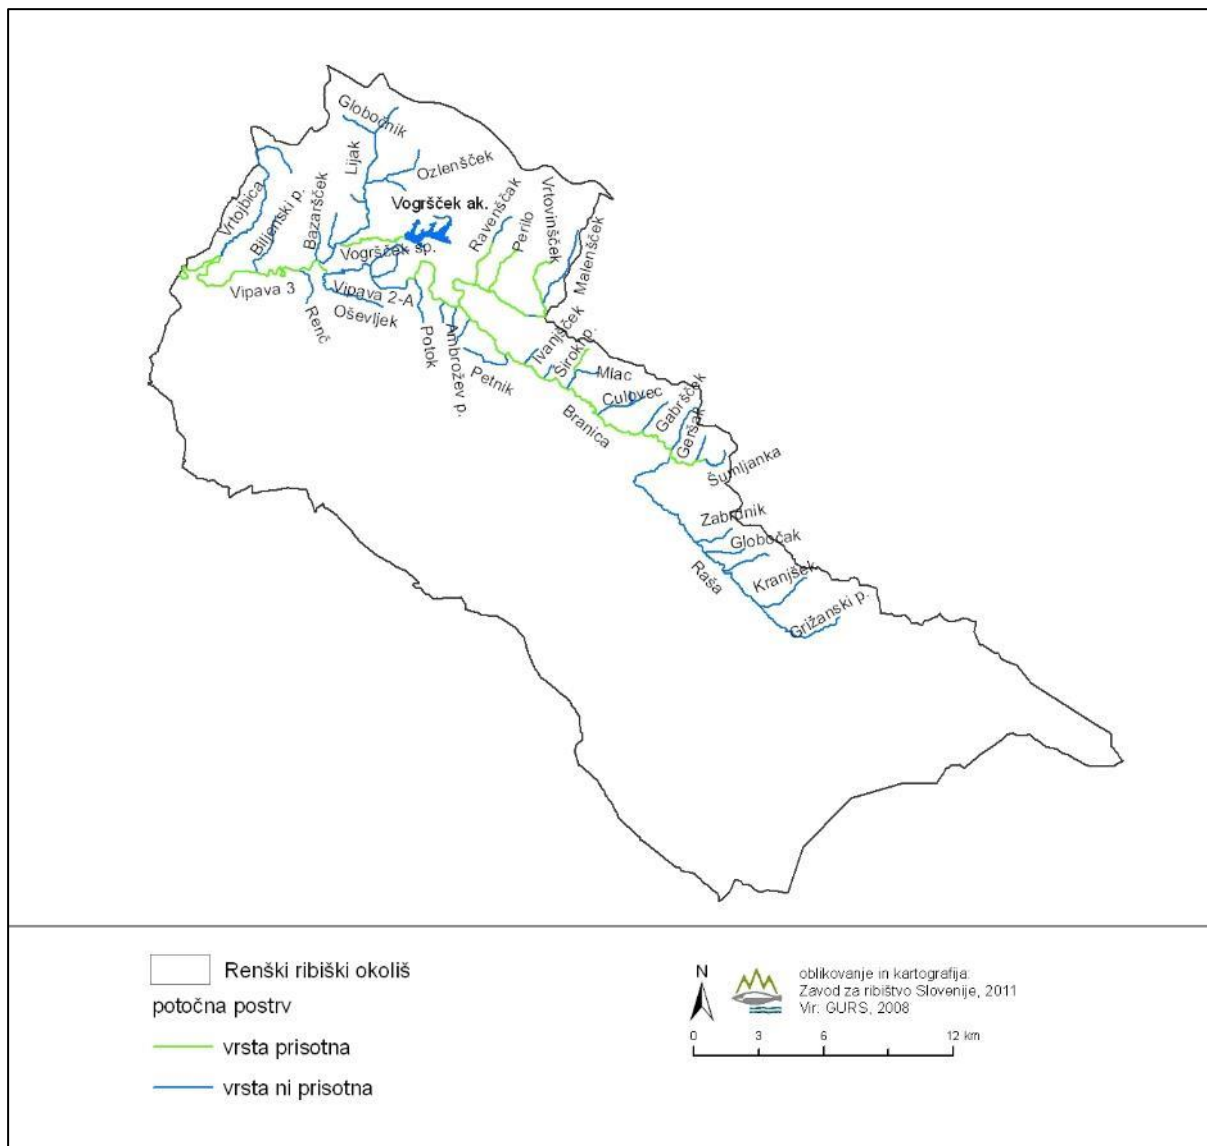 Globočnik
Lijak
Ozlenšček
Vrtojbica
Biljenski p.
Bazaršček
Vogršček ak.
Ravenščak
Perilo
Vrtovinšček
Malenšček
Vogršček sp.
Vipava 3
Vipava 2-A
Renč
Oševljek
Potok
Ambrožev p.
Petnik
Ivanjšček
Široki p.
Mlac
Čulovec
Branica
Gabršček
Geršak
Šumljanka
Zabrdnik
Globočak
Raša
Kranjšek
Grižanski p.
Renški ribiški okoliš
potočna postrv
vrsta prisotna
vrsta ni prisotna
N
oblikovanje in kartografija:
Zavod za ribištvo Slovenije, 2011
Vir: GURS, 2008
0 3 6 12 km